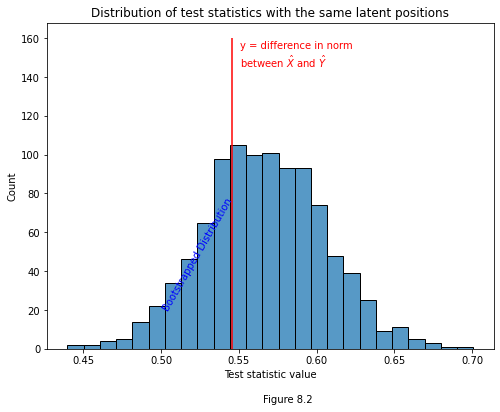 Distribution of test statistics with the same latent positions
160
140
120
100
80
60
40
20
0
Count
y = difference in norm
between X̂ and Ŷ
Bootstrapped Distribution
0.45 0.50 0.55 0.60 0.65 0.70
Test statistic value
Figure 8.2